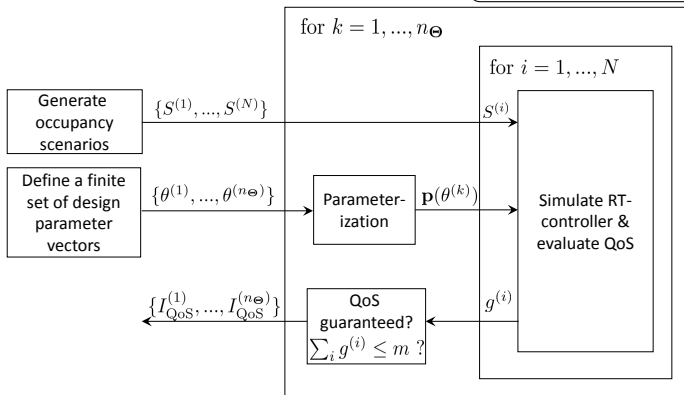 for k = 1, ..., n_Θ
for i = 1, ..., N
Generate
occupancy
scenarios
{S^(1), ..., S^(N)}
S^(i)
Define a finite
set of design
parameter
vectors
{θ^(1), ..., θ^(n_Θ)}
Parameter-
ization
p(θ^(k))
Simulate RT-
controller &
evaluate QoS
{I_QoS^(1), ..., I_QoS^(n_Θ)}
QoS
guaranteed?
∑_i g^(i) ≤ m ?
g^(i)